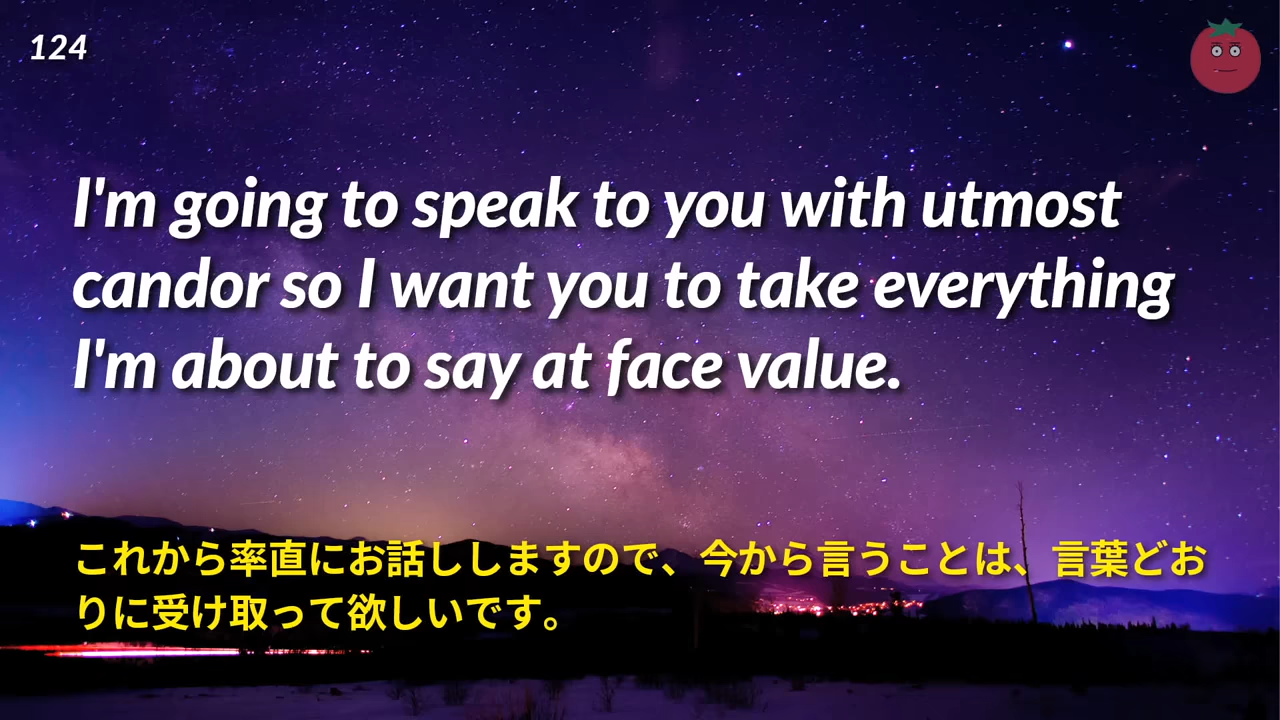 124
I'm going to speak to you with utmost
candor so I want you to take everything
I'm about to say at face value.
これから率直にお話ししますので、今から言うことは、言葉どお
りに受け取って欲しいです。